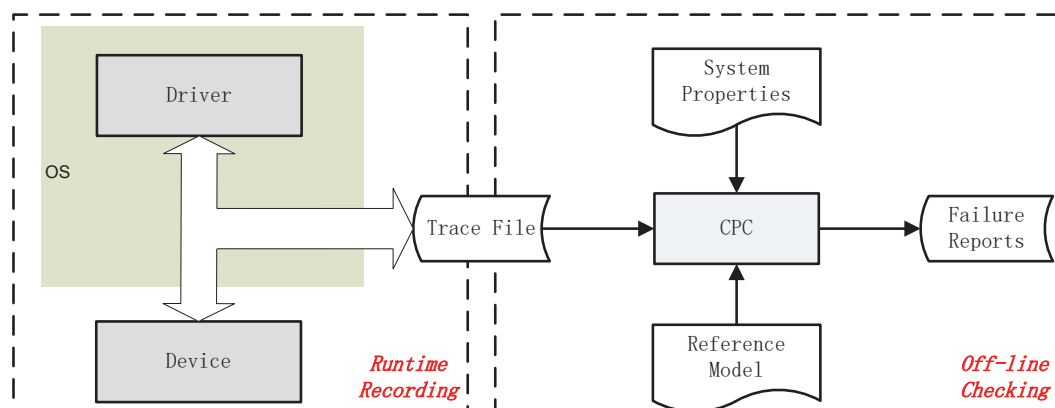 Driver
OS
Device
Runtime
Recording
Trace File
System
Properties
CPC
Reference
Model
Failure
Reports
Off-line
Checking